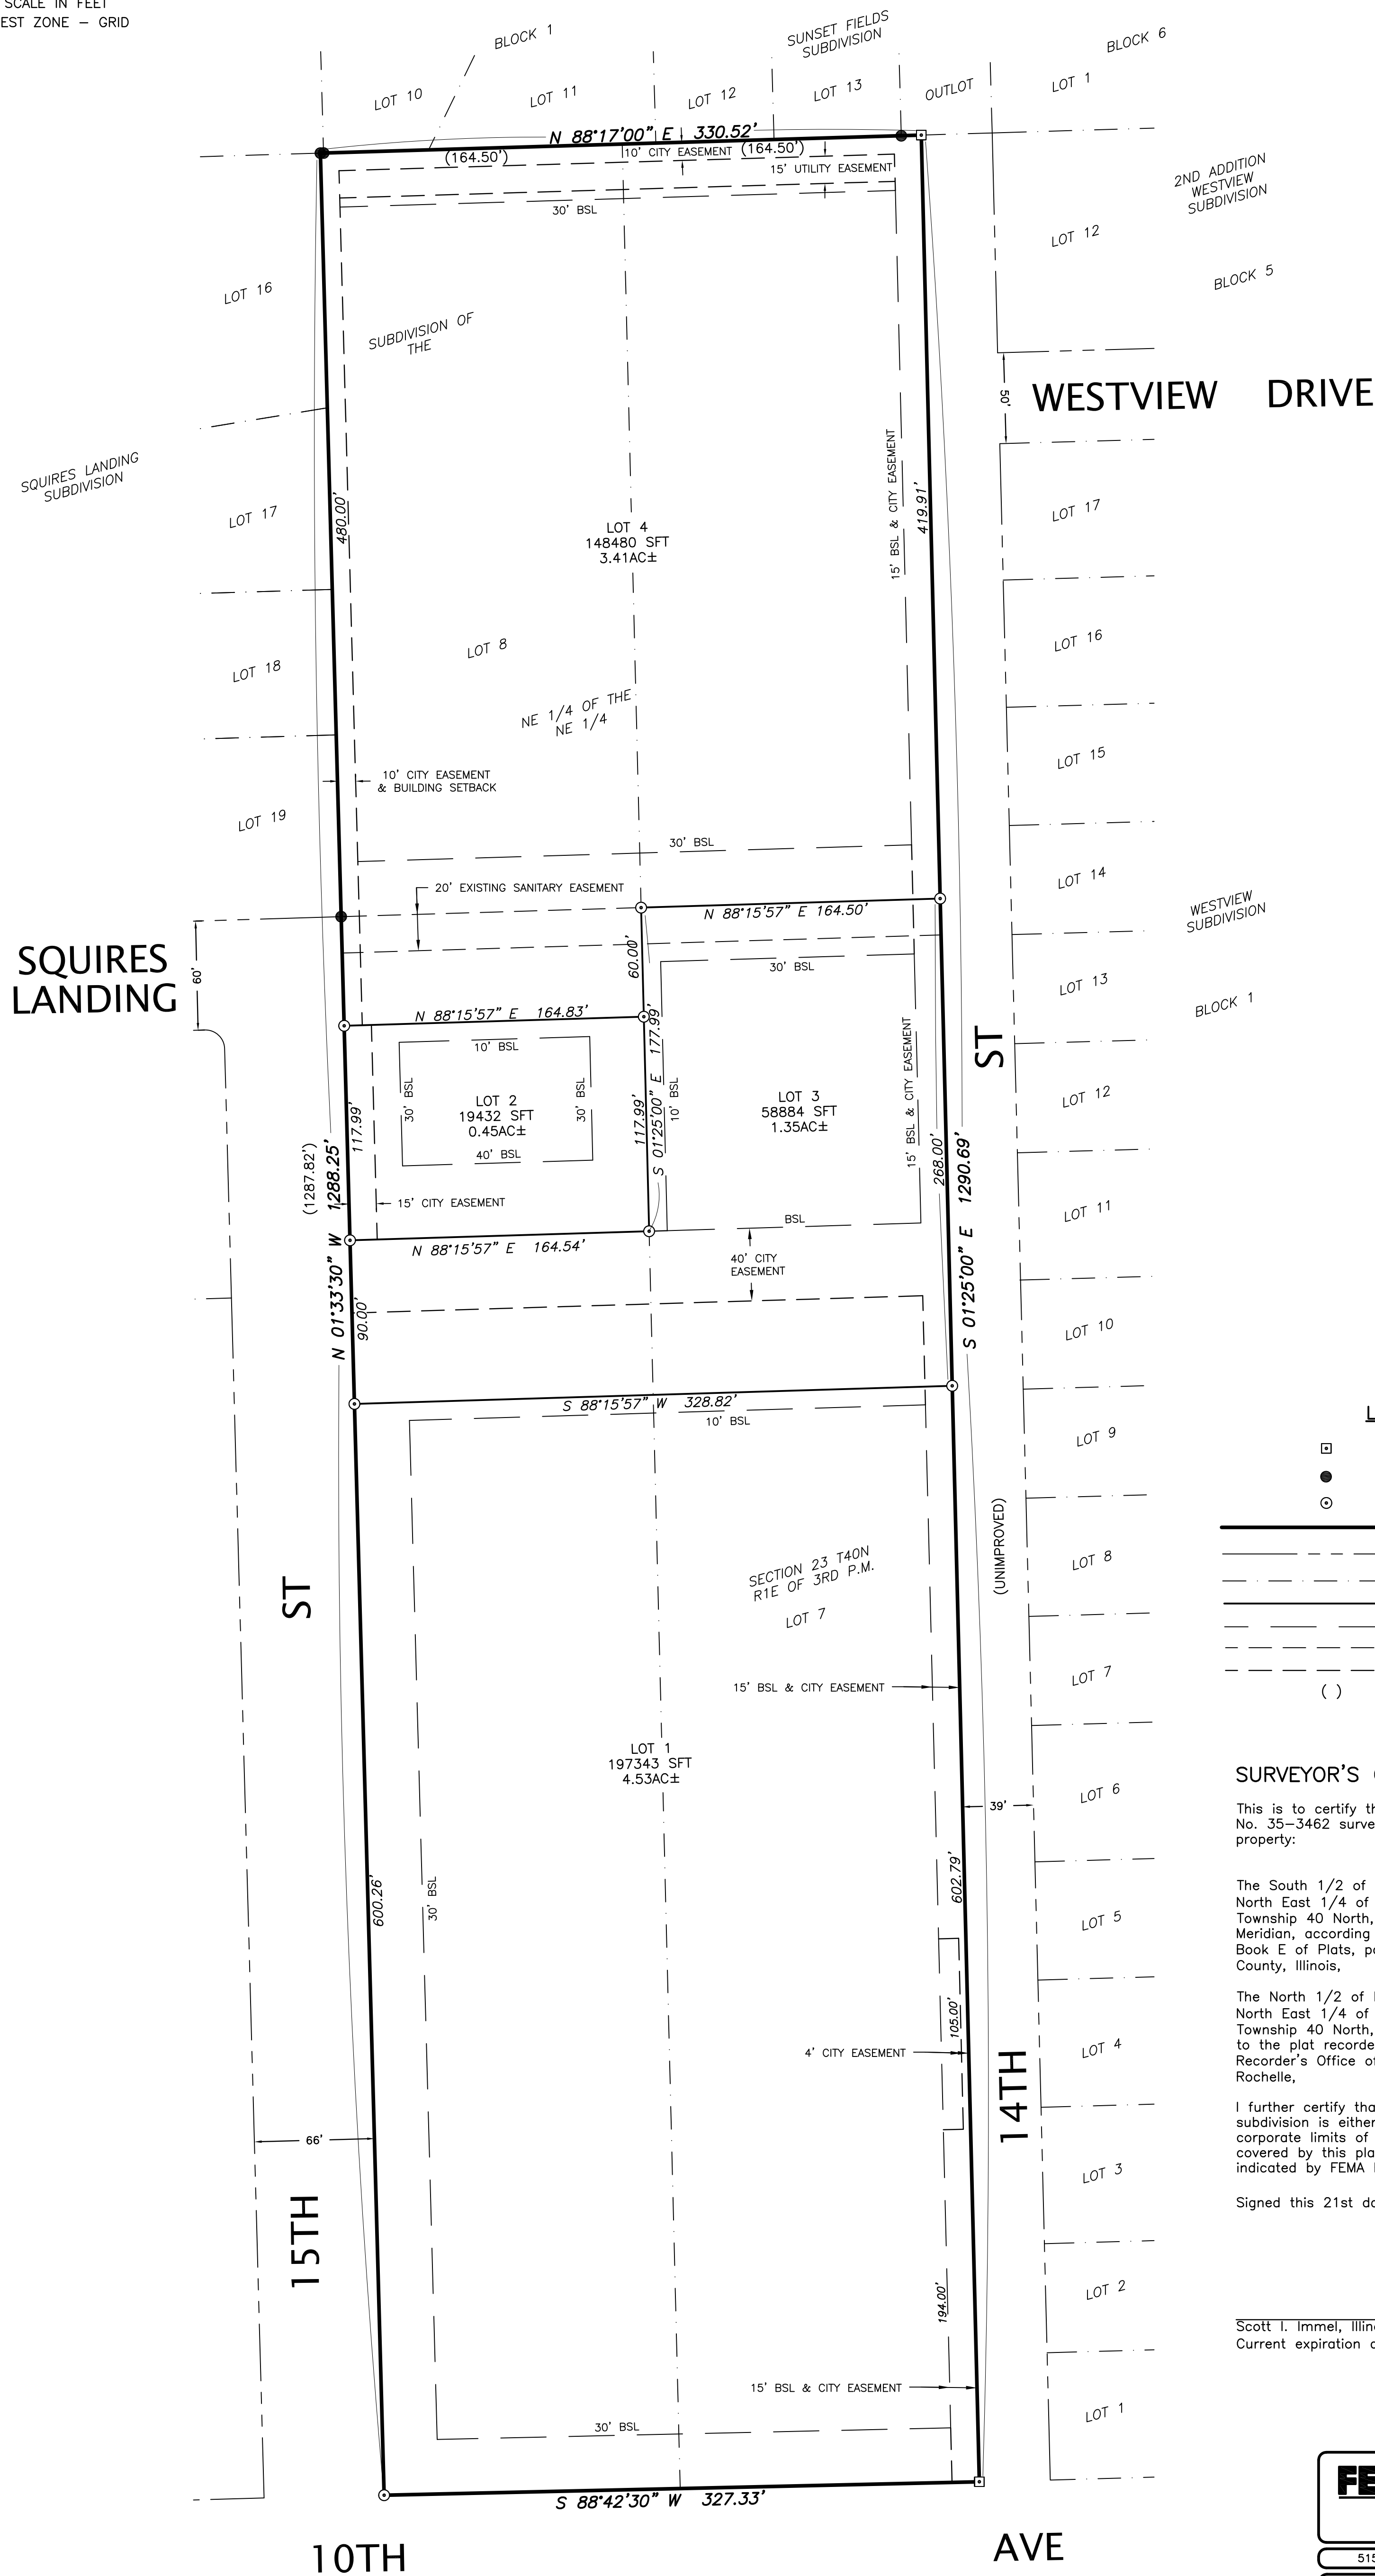 SCALE IN FEET
EST ZONE – GRID
BLOCK 1
SUNSET FIELDS
SUBDIVISION
BLOCK 6
LOT 10
LOT 11
LOT 12
LOT 13
OUTLOT
LOT 1
N 88°17'00" E 330.52'
(164.50')
10' CITY EASEMENT
(164.50')
15' UTILITY EASEMENT
30' BSL
2ND ADDITION
WESTVIEW
SUBDIVISION
LOT 12
BLOCK 5
LOT 16
SUBDIVISION OF
THE
50'
WESTVIEW DRIVE
SQUIRES LANDING
SUBDIVISION
LOT 17
480.00'
LOT 4
148480 SFT
3.41AC±
15' BSL & CITY EASEMENT
419.91'
LOT 17
LOT 18
LOT 8
LOT 16
NE 1/4 OF THE
NE 1/4
LOT 15
10' CITY EASEMENT
& BUILDING SETBACK
LOT 19
30' BSL
LOT 14
20' EXISTING SANITARY EASEMENT
N 88°15'57" E 164.50'
WESTVIEW
SUBDIVISION
SQUIRES
LANDING
60'
60.00'
30' BSL
LOT 13
BLOCK 1
N 88°15'57" E 164.83'
S 01°25'00" E 177.99'
15' BSL & CITY EASEMENT
ST
10' BSL
30' BSL
LOT 2
19432 SFT
0.45AC±
30' BSL
10' BSL
LOT 3
58884 SFT
1.35AC±
LOT 12
117.99'
117.99'
40' BSL
268.00'
(1287.82')
N 01°33'30" W 1288.25'
15' CITY EASEMENT
S 01°25'00" E 1290.69'
LOT 11
BSL
N 88°15'57" E 164.54'
40' CITY
EASEMENT
90.00'
LOT 10
S 88°15'57" W 328.82'
10' BSL
L
LOT 9
(UNIMPROVED)
SECTION 23 T40N
R1E OF 3RD P.M.
LOT 8
ST
LOT 7
LOT 7
15' BSL & CITY EASEMENT
( )
LOT 1
197343 SFT
4.53AC±
SURVEYOR'S
LOT 6
39'
This is to certify th
No. 35–3462 surve
property:
600.26'
30' BSL
602.79'
The South 1/2 of
North East 1/4 of
Township 40 North,
Meridian, according
Book E of Plats, pa
County, Illinois,
LOT 5
The North 1/2 of
North East 1/4 of
Township 40 North,
to the plat recorde
Recorder's Office of
Rochelle,
105.00'
4' CITY EASEMENT
LOT 4
14TH
I further certify tha
subdivision is either
corporate limits of
covered by this pla
indicated by FEMA
66'
LOT 3
Signed this 21st da
15TH
194.00'
LOT 2
Scott I. Immel, Illin
Current expiration d
15' BSL & CITY EASEMENT
LOT 1
30' BSL
FE
S 88°42'30" W 327.33'
10TH AVE
515